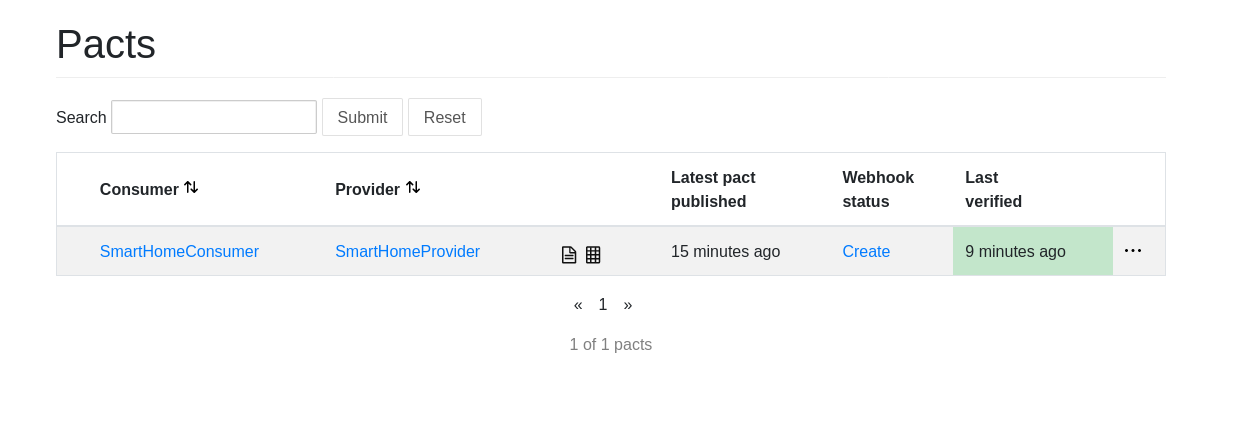 Pacts
Search Submit Reset
Consumer Provider Latest pact published Webhook status Last verified
SmartHomeConsumer SmartHomeProvider 15 minutes ago Create 9 minutes ago ...
« 1 »
1 of 1 pacts